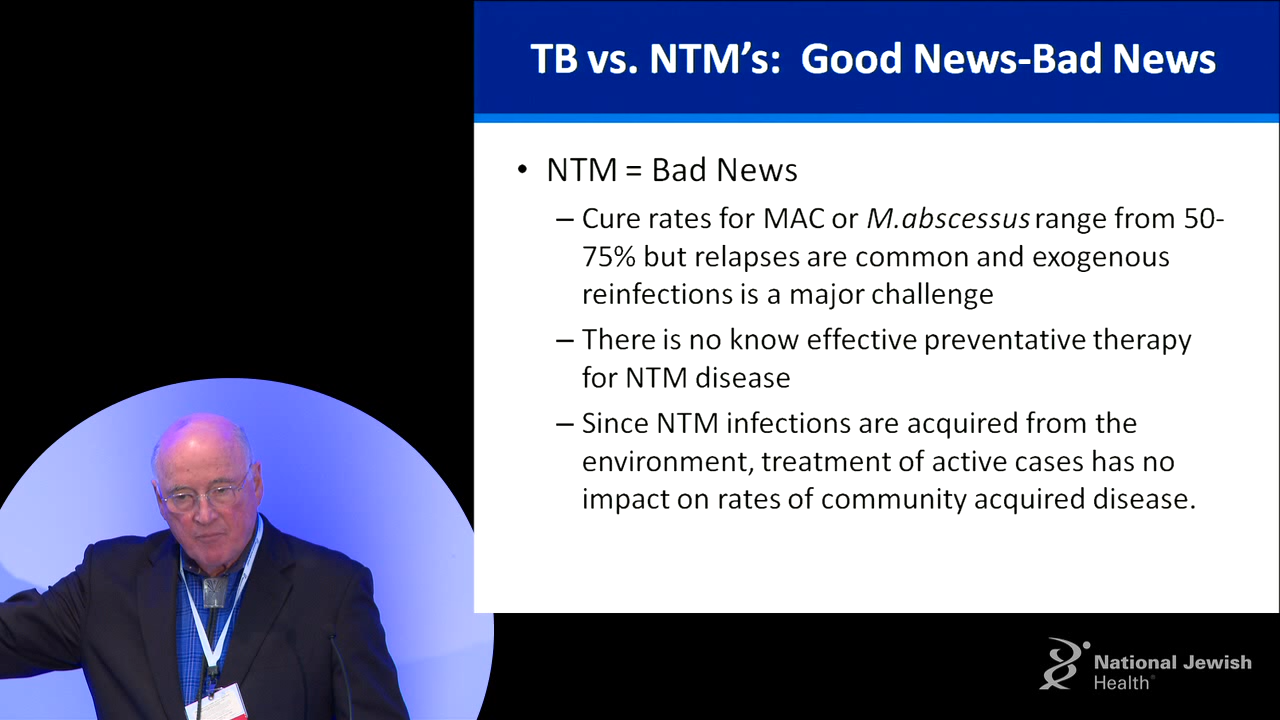 TB vs. NTM’s: Good News-Bad News
• NTM = Bad News
– Cure rates for MAC or M.abscessus range from 50-
75% but relapses are common and exogenous
reinfections is a major challenge
– There is no know effective preventative therapy
for NTM disease
– Since NTM infections are acquired from the
environment, treatment of active cases has no
impact on rates of community acquired disease.
National Jewish
Health®